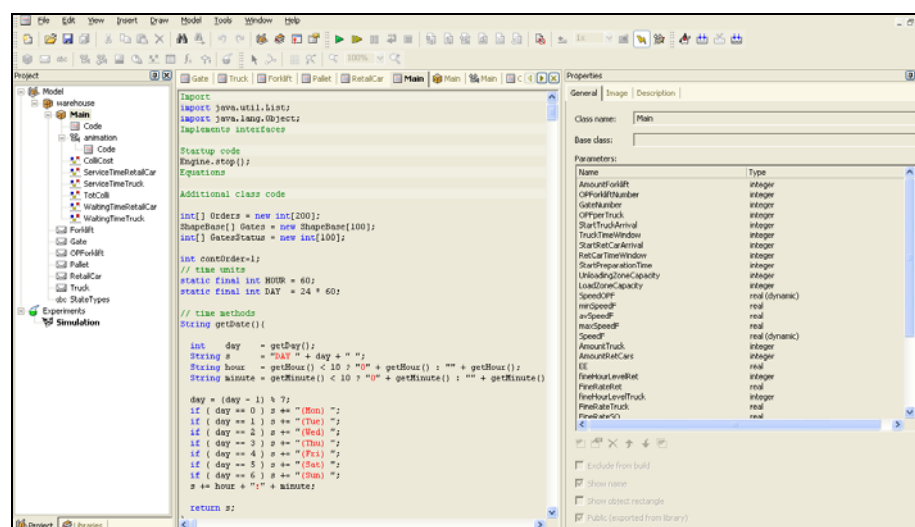 File Edit View Insert Draw Model Tools Window Help
100%
Project
Model
warehouse
Main
Code
animation
Code
ColliCost
ServiceTimeRetailCar
ServiceTimeTruck
TotColli
WaitingTimeRetailCar
WaitingTimeTruck
Forklift
Gate
OPForklift
Pallet
RetailCar
Truck
abc StateTypes
Experiments
Simulation
Project Libraries
Gate Truck Forklift Pallet RetailCar Main Main Main C
Import
import java.util.List;
import java.lang.Object;
Implements interfaces
Startup code
Engine.stop();
Equations
Additional class code
int[] Orders = new int[200];
ShapeBase[] Gates = new ShapeBase[100];
int[] GatesStatus = new int[100];
int contOrder=1;
// time units
static final int HOUR = 60;
static final int DAY = 24 * 60;
// time methods
String getDate(){
int day = getDay();
String s = "DAY " + day + " ";
String hour = getHour() < 10 ? "0" + getHour() : "" + getHour();
String minute = getMinute() < 10 ? "0" + getMinute() : "" + getMinute()
day = (day - 1) % 7;
if ( day == 0 ) s += "(Mon) ";
if ( day == 1 ) s += "(Tue) ";
if ( day == 2 ) s += "(Wed) ";
if ( day == 3 ) s += "(Thu) ";
if ( day == 4 ) s += "(Fri) ";
if ( day == 5 ) s += "(Sat) ";
if ( day == 6 ) s += "(Sun) ";
s += hour + ":" + minute;
return s;
Properties
General Image Description
Class name: Main
Base class:
Parameters:
Name Type
AmountForklift integer
OPForkliftNumber integer
GateNumber integer
OPFperTruck integer
StartTruckArrival integer
TruckTimeWindow integer
StartRetCarArrival integer
RetCarTimeWindow integer
StartPreparationTime integer
UnloadingZoneCapacity integer
LoadZoneCapacity integer
SpeedOPF real (dynamic)
minSpeedF real
avSpeedF real
maxSpeedF real
SpeedF real (dynamic)
AmountTruck integer
AmountRetCars integer
EE real
fineHourLevelRet integer
FineRateRet real
fineHourLevelTruck integer
FineRateTruck real
FineRateSO real
Exclude from build
Show name
Show object rectangle
Public (exported from library)